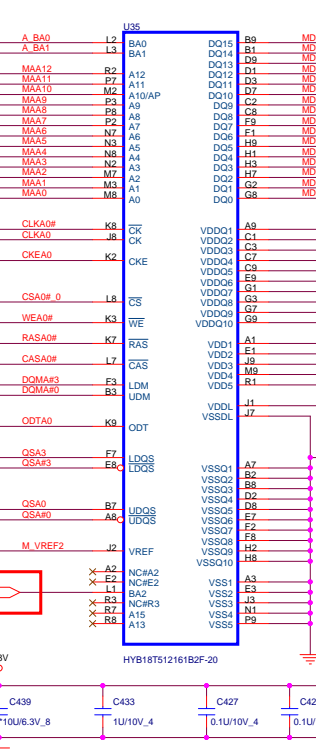 U35
A_BA0 L2 BA0 DQ15 B9 MD
A_BA1 L3 BA1 DQ14 B1 MD
DQ13 D9 MD
MAA12 R2 A12 DQ12 D1 MD
MAA11 P7 A11 DQ11 D3 MD
MAA10 M2 A10/AP DQ10 D7 MD
MAA9 P3 A9 DQ9 C2 MD
MAA8 P8 A8 DQ8 C8 MD
MAA7 P2 A7 DQ7 F9 MD
MAA6 N7 A6 DQ6 F1 MD
MAA5 N3 A5 DQ5 H9 MD
MAA4 N8 A4 DQ4 H1 MD
MAA3 N2 A3 DQ3 H3 MD
MAA2 M7 A2 DQ2 H7 MD
MAA1 M3 A1 DQ1 G2 MD
MAA0 M8 A0 DQ0 G8 MD
CLKA0# K8 CK VDDQ1 A9
CLKA0 J8 CK VDDQ2 C1
VDDQ3 C3
CKEA0 K2 CKE VDDQ4 C7
VDDQ5 C9
VDDQ6 E9
VDDQ7 G1
CSA0#_0 L8 CS VDDQ8 G3
VDDQ9 G7
WEA0# K3 WE VDDQ10 G9
RASA0# K7 RAS VDD1 A1
VDD2 E1
CASA0# L7 CAS VDD3 J9
VDD4 M9
DQMA#3 F3 LDM VDD5 R1
DQMA#0 B3 UDM
VDDL J1
ODTA0 K9 ODT VSSDL J7
QSA3 F7 LDQS
QSA#3 E8 LDQS VSSQ1 A7
VSSQ2 B2
VSSQ3 B8
VSSQ4 D2
QSA0 B7 UDQS VSSQ5 D8
QSA#0 A8 UDQS VSSQ6 E7
VSSQ7 F2
VSSQ8 F8
M_VREF2 J2 VREF VSSQ9 H2
VSSQ10 H8
A2 NC#A2
E2 NC#E2 VSS1 A3
L1 BA2 VSS2 E3
R3 NC#R3 VSS3 J3
R7 A15 VSS4 N1
R8 A13 VSS5 P9
HYB18T512161B2F-20
C439 C433 C427 C42
*10U/6.3V_8 1U/10V_4 0.1U/10V_4 0.1U/